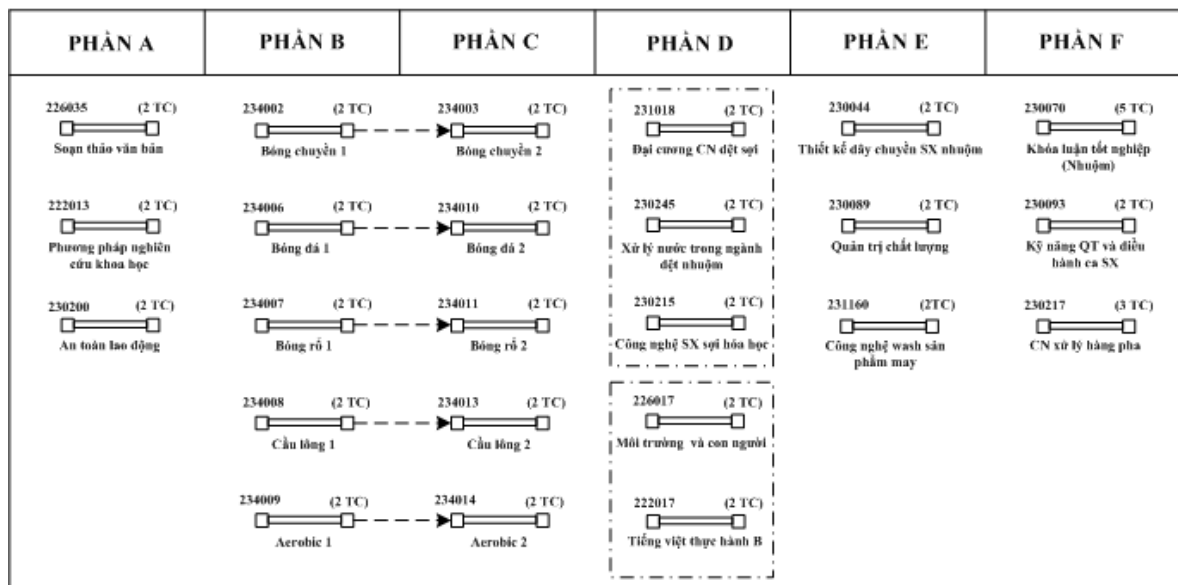 PHẦN A
PHẦN B
PHẦN C
PHẦN D
PHẦN E
PHẦN F
226035 (2 TC)
Soạn thảo văn bản
222013 (2 TC)
Phương pháp nghiên
cứu khoa học
230200 (2 TC)
An toàn lao động
234002 (2 TC)
Bóng chuyền 1
234006 (2 TC)
Bóng đá 1
234007 (2 TC)
Bóng rổ 1
234008 (2 TC)
Cầu lông 1
234009 (2 TC)
Aerobic 1
234003 (2 TC)
Bóng chuyền 2
234010 (2 TC)
Bóng đá 2
234011 (2 TC)
Bóng rổ 2
234013 (2 TC)
Cầu lông 2
234014 (2 TC)
Aerobic 2
231018 (2 TC)
Đại cương CN dệt sợi
230245 (2 TC)
Xử lý nước trong ngành
dệt nhuộm
230215 (2 TC)
Công nghệ SX sợi hóa học
226017 (2 TC)
Môi trường và con người
222017 (2 TC)
Tiếng việt thực hành B
230044 (2 TC)
Thiết kế dây chuyền SX nhuộm
230089 (2 TC)
Quản trị chất lượng
231160 (2TC)
Công nghệ wash sản
phẩm may
230070 (5 TC)
Khóa luận tốt nghiệp
(Nhuộm)
230093 (2 TC)
Kỹ năng QT và điều
hành ca SX
230217 (3 TC)
CN xử lý hàng pha